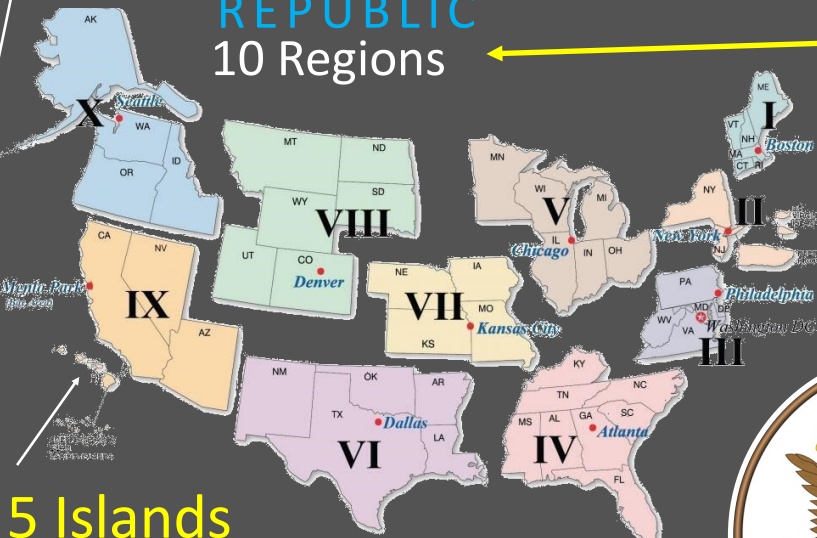 REPUBLIC
10 Regions
AK
X
Seattle
WA
OR
ID
MT
ND
SD
WY
VIII
UT
CO
Denver
MN
WI
MI
V
IL
Chicago
IN
OH
ME
I
VT
NH
Boston
MA
CT RI
NY
II
New York
NJ
PA
Philadelphia
MD
DE
Washington DC
WV
VA
III
CA
NV
Menlo Park
IX
AZ
NE
IA
VII
MO
Kansas City
KS
NM
OK
AR
TX
Dallas
LA
VI
KY
TN
NC
MS
AL
GA
SC
Atlanta
IV
FL
5 Islands